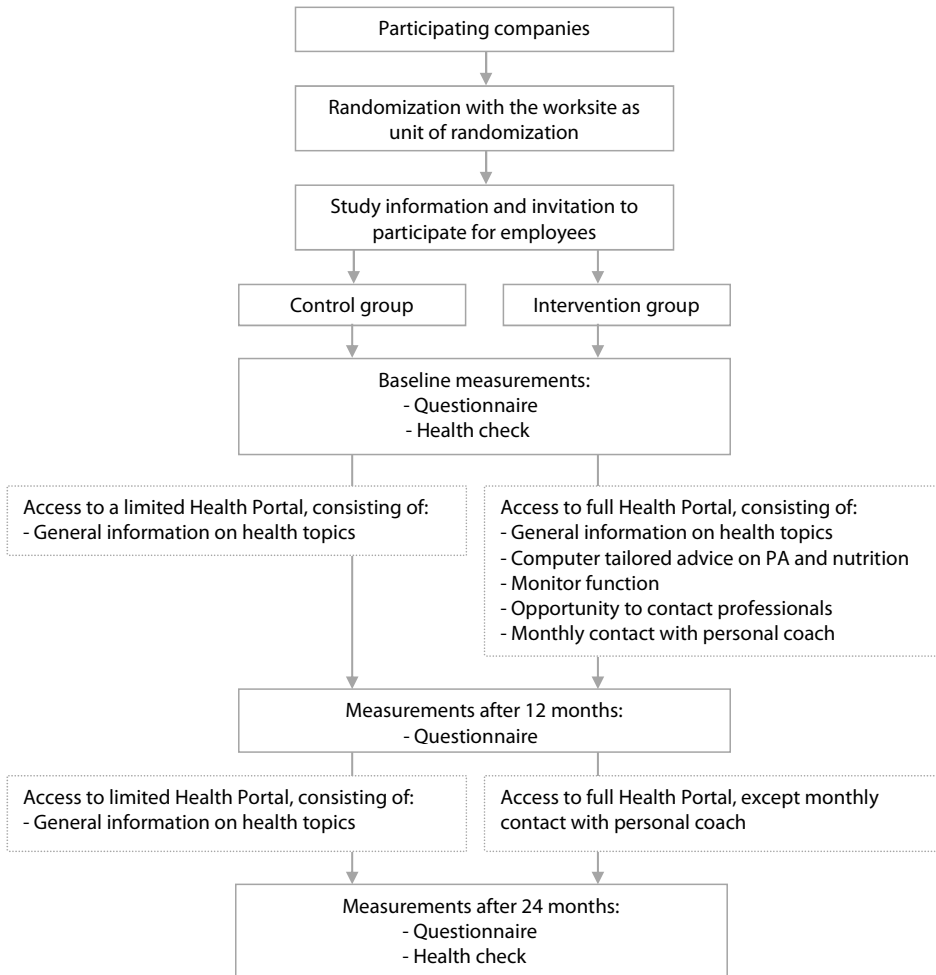 Participating companies
Randomization with the worksite as
unit of randomization
Study information and invitation to
participate for employees
Control group
Intervention group
Baseline measurements:
- Questionnaire
- Health check
Access to a limited Health Portal, consisting of:
- General information on health topics
Access to full Health Portal, consisting of:
- General information on health topics
- Computer tailored advice on PA and nutrition
- Monitor function
- Opportunity to contact professionals
- Monthly contact with personal coach
Measurements after 12 months:
- Questionnaire
Access to limited Health Portal, consisting of:
- General information on health topics
Access to full Health Portal, except monthly
contact with personal coach
Measurements after 24 months:
- Questionnaire
- Health check